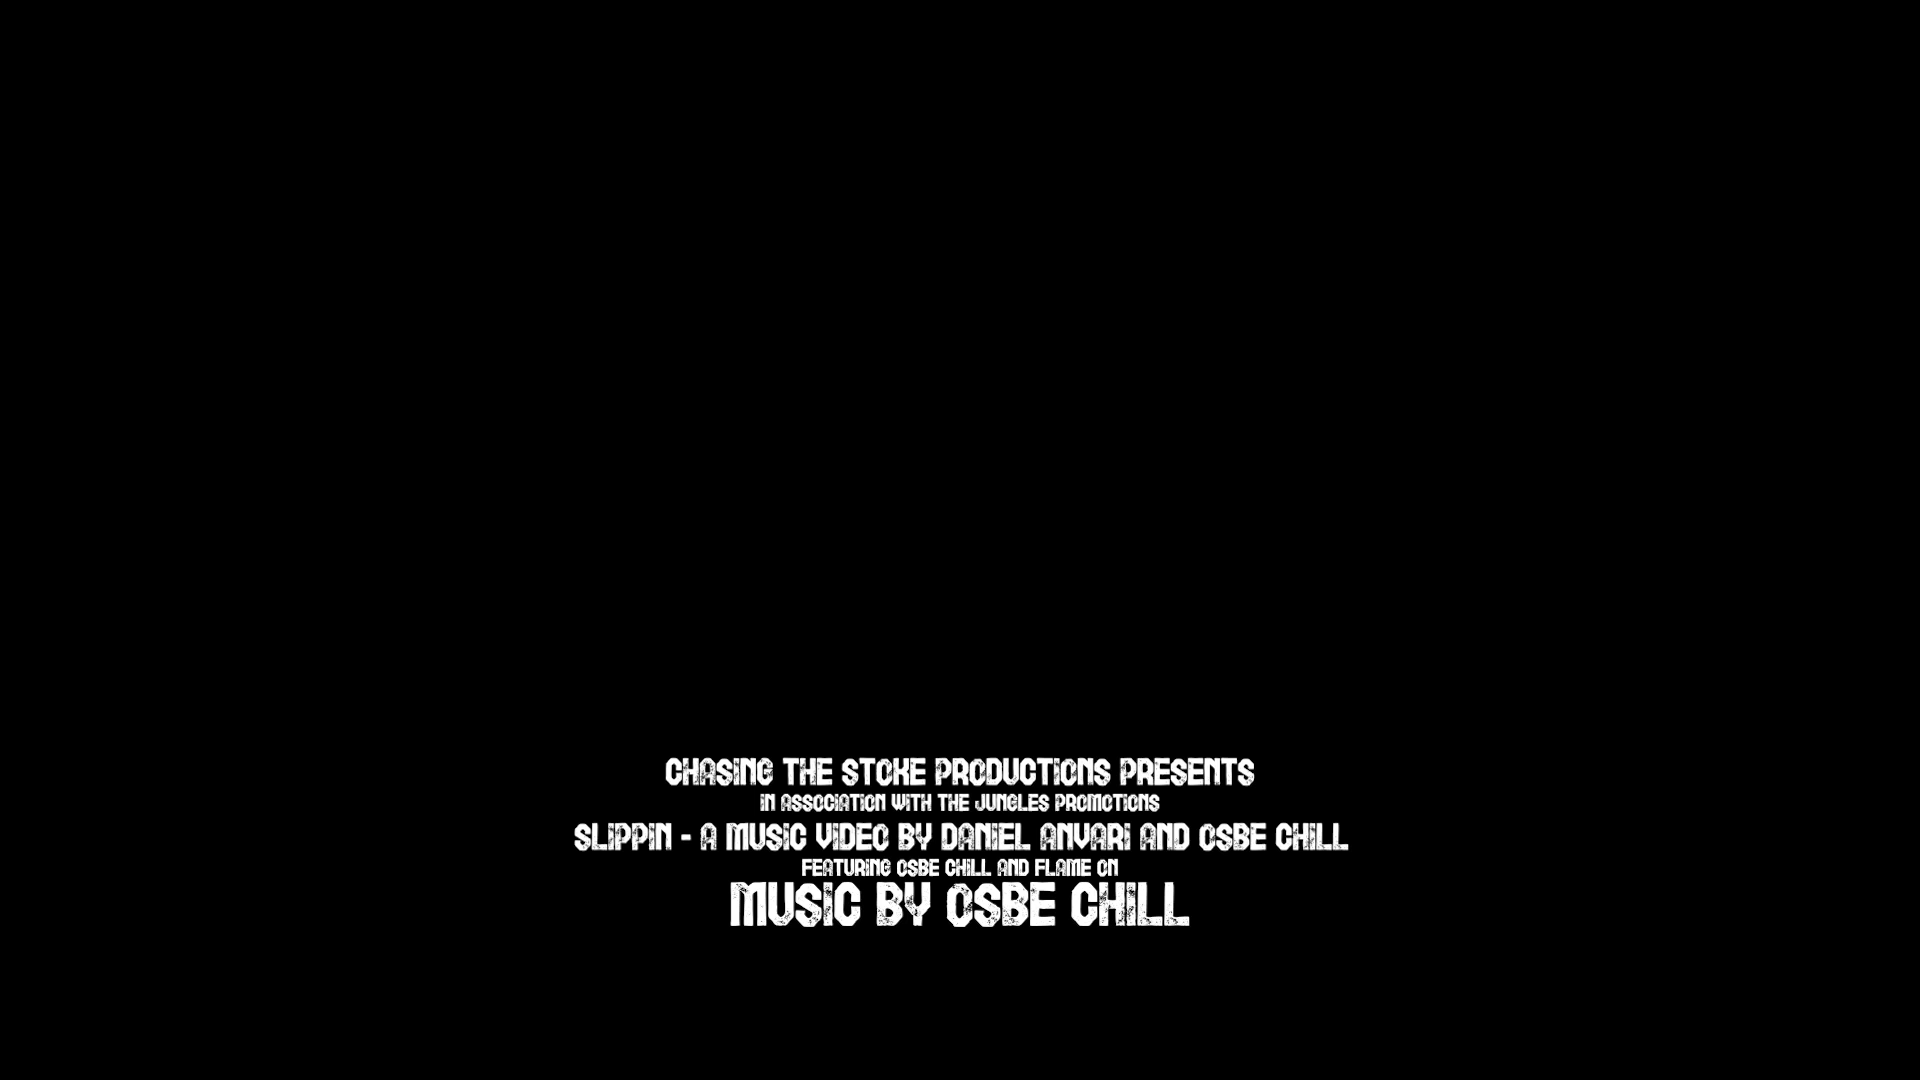 CHASING THE STOKE PRODUCTIONS PRESENTS
IN ASSOCIATION WITH THE JUNGLES PROMOTIONS
SLIPPIN - A MUSIC VIDEO BY DANIEL ANVARI AND OSBE CHILL
FEATURING OSBE CHILL AND FLAME ON
MUSIC BY OSBE CHILL